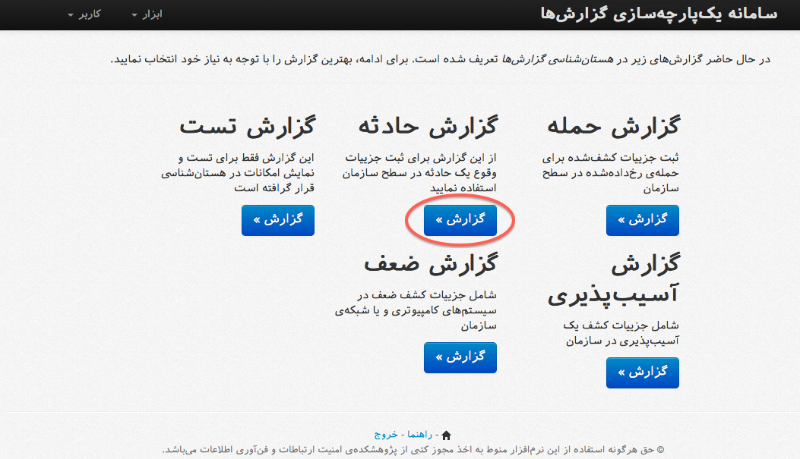 سامانه یک‌پارچه‌سازی گزارش‌ها
ابزار
کاربر
در حال حاضر گزارش‌های زیر در هستان‌شناسی گزارش‌ها تعریف شده است. برای ادامه، بهترین گزارش را با توجه به نیاز خود انتخاب نمایید.
گزارش حمله
ثبت جزییات کشف‌شده برای
حمله‌ی رخ‌داده‌شده در سطح
سازمان
گزارش »
گزارش حادثه
از این گزارش برای ثبت جزییات
وقوع یک حادثه در سطح سازمان
استفاده نمایید
گزارش »
گزارش تست
این گزارش فقط برای تست و
نمایش امکانات در هستان‌شناسی
قرار گرافته است
گزارش »
گزارش
آسیب‌پذیری
شامل جزییات کشف یک
آسیب‌پذیری در سازمان
گزارش »
گزارش ضعف
شامل جزییات کشف ضعف در
سیستم‌های کامپیوتری و یا شبکه‌ی
سازمان
گزارش »
- راهنما - خروج
© حق هرگونه استفاده از این نرم‌افزار منوط به اخذ مجوز کتی از پژوهشکده‌ی امنیت ارتباطات و فن‌آوری اطلاعات می‌باشد.